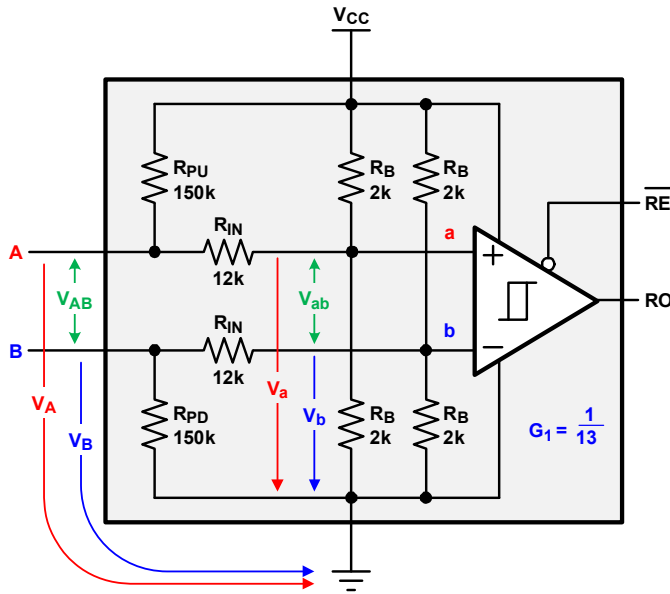 VCC
RPU
150k
RB
2k
RB
2k
RE
RIN
12k
A
a
+
VAB
Vab
RO
B
RIN
12k
b
−
VA
VB
RPD
150k
Va
Vb
RB
2k
RB
2k
G1 = 1/13